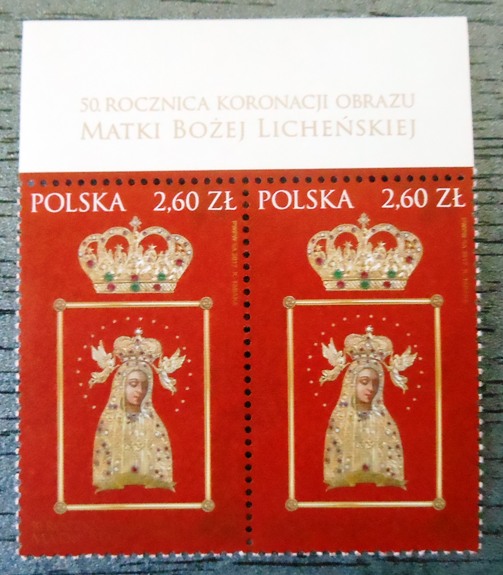 50. ROCZNICA KORONACJI OBRAZU
MATKI BOŻEJ LICHEŃSKIEJ
POLSKA 2,60 ZŁ
POLSKA 2,60 ZŁ